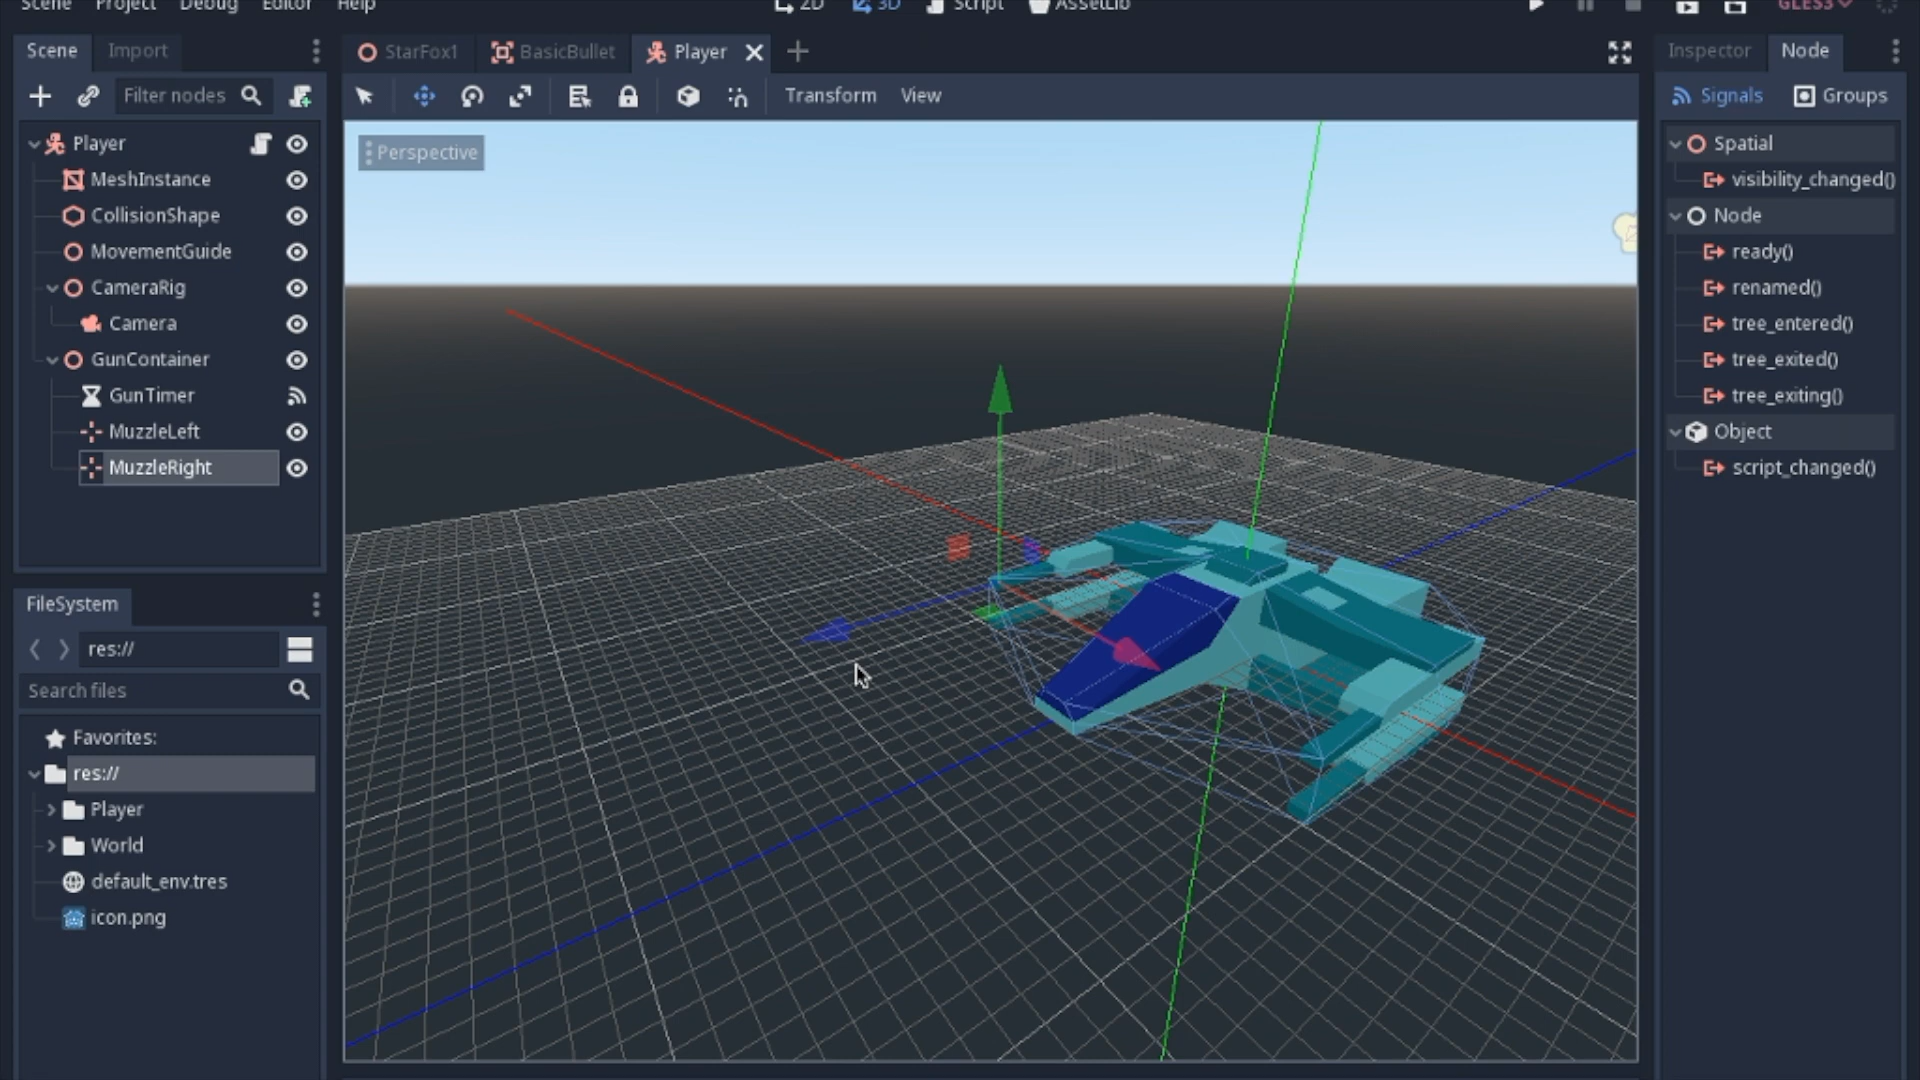 Scene Project Debug Editor Help
2D 3D Script AssetLib
GLES3
Scene Import
StarFox1 BasicBullet Player
Inspector Node
Filter nodes
Transform View
Signals Groups
Perspective
Player
MeshInstance
CollisionShape
MovementGuide
CameraRig
Camera
GunContainer
GunTimer
MuzzleLeft
MuzzleRight
Spatial
visibility_changed()
Node
ready()
renamed()
tree_entered()
tree_exited()
tree_exiting()
Object
script_changed()
FileSystem
res://
Search files
Favorites:
res://
Player
World
default_env.tres
icon.png